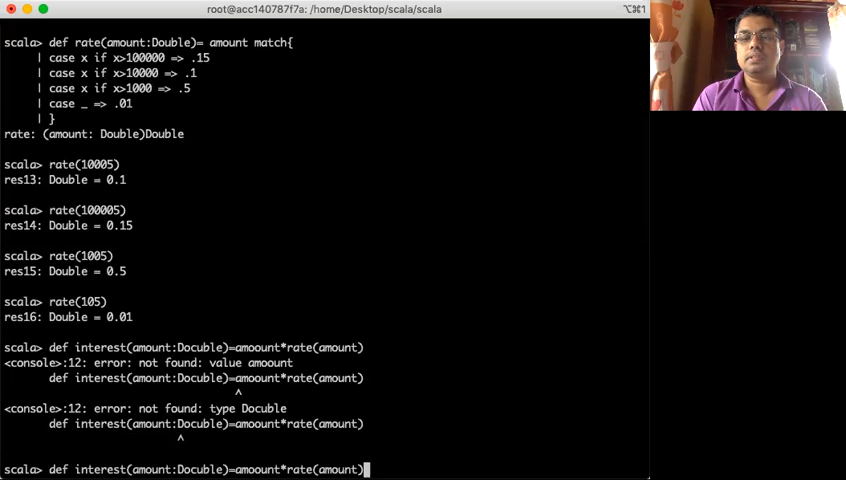 root@acc140787f7a: /home/Desktop/scala/scala
⌥⌘1
scala> def rate(amount:Double)= amount match{
| case x if x>100000 => .15
| case x if x>10000 => .1
| case x if x>1000 => .5
| case _ => .01
| }
rate: (amount: Double)Double
scala> rate(10005)
res13: Double = 0.1
scala> rate(100005)
res14: Double = 0.15
scala> rate(1005)
res15: Double = 0.5
scala> rate(105)
res16: Double = 0.01
scala> def interest(amount:Docuble)=amoount*rate(amount)
<console>:12: error: not found: value amoount
def interest(amount:Docuble)=amoount*rate(amount)
^
<console>:12: error: not found: type Docuble
def interest(amount:Docuble)=amoount*rate(amount)
^
scala> def interest(amount:Docuble)=amoount*rate(amount)